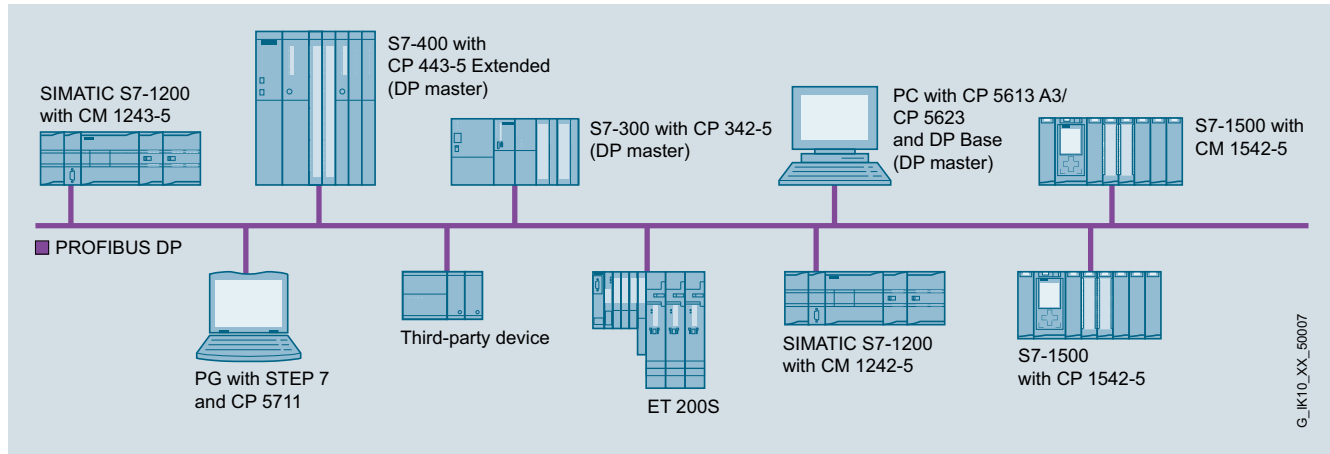 SIMATIC S7-1200
with CM 1243-5
S7-400 with
CP 443-5 Extended
(DP master)
S7-300 with CP 342-5
(DP master)
PC with CP 5613 A3/
CP 5623
and DP Base
(DP master)
S7-1500 with
CM 1542-5
PROFIBUS DP
PG with STEP 7
and CP 5711
Third-party device
ET 200S
SIMATIC S7-1200
with CM 1242-5
S7-1500
with CP 1542-5
G_IK10_XX_50007